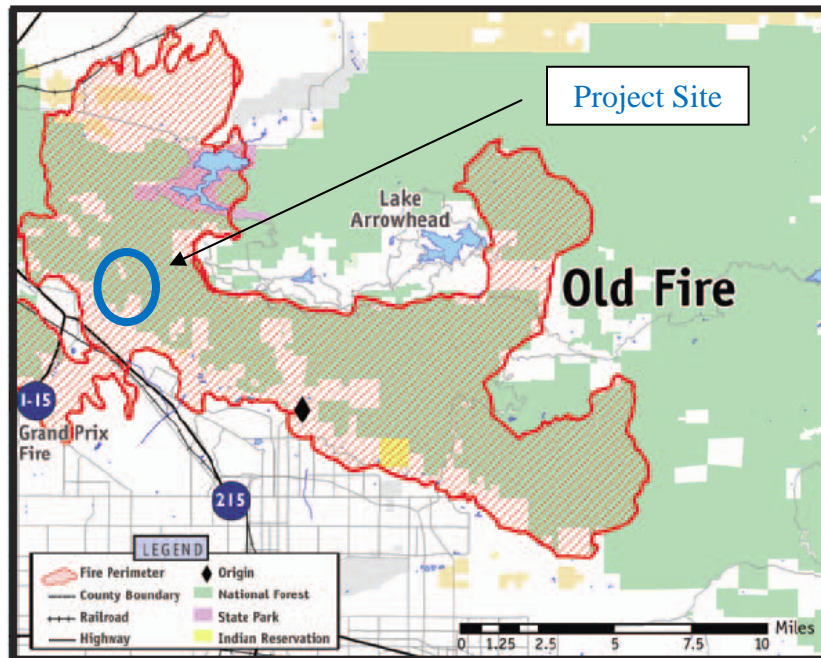 Project Site
Lake
Arrowhead
Old Fire
I-15
Grand Prix
Fire
215
LEGEND
Fire Perimeter
Origin
County Boundary
National Forest
Railroad
State Park
Highway
Indian Reservation
Miles
0 1.25 2.5 5 7.5 10